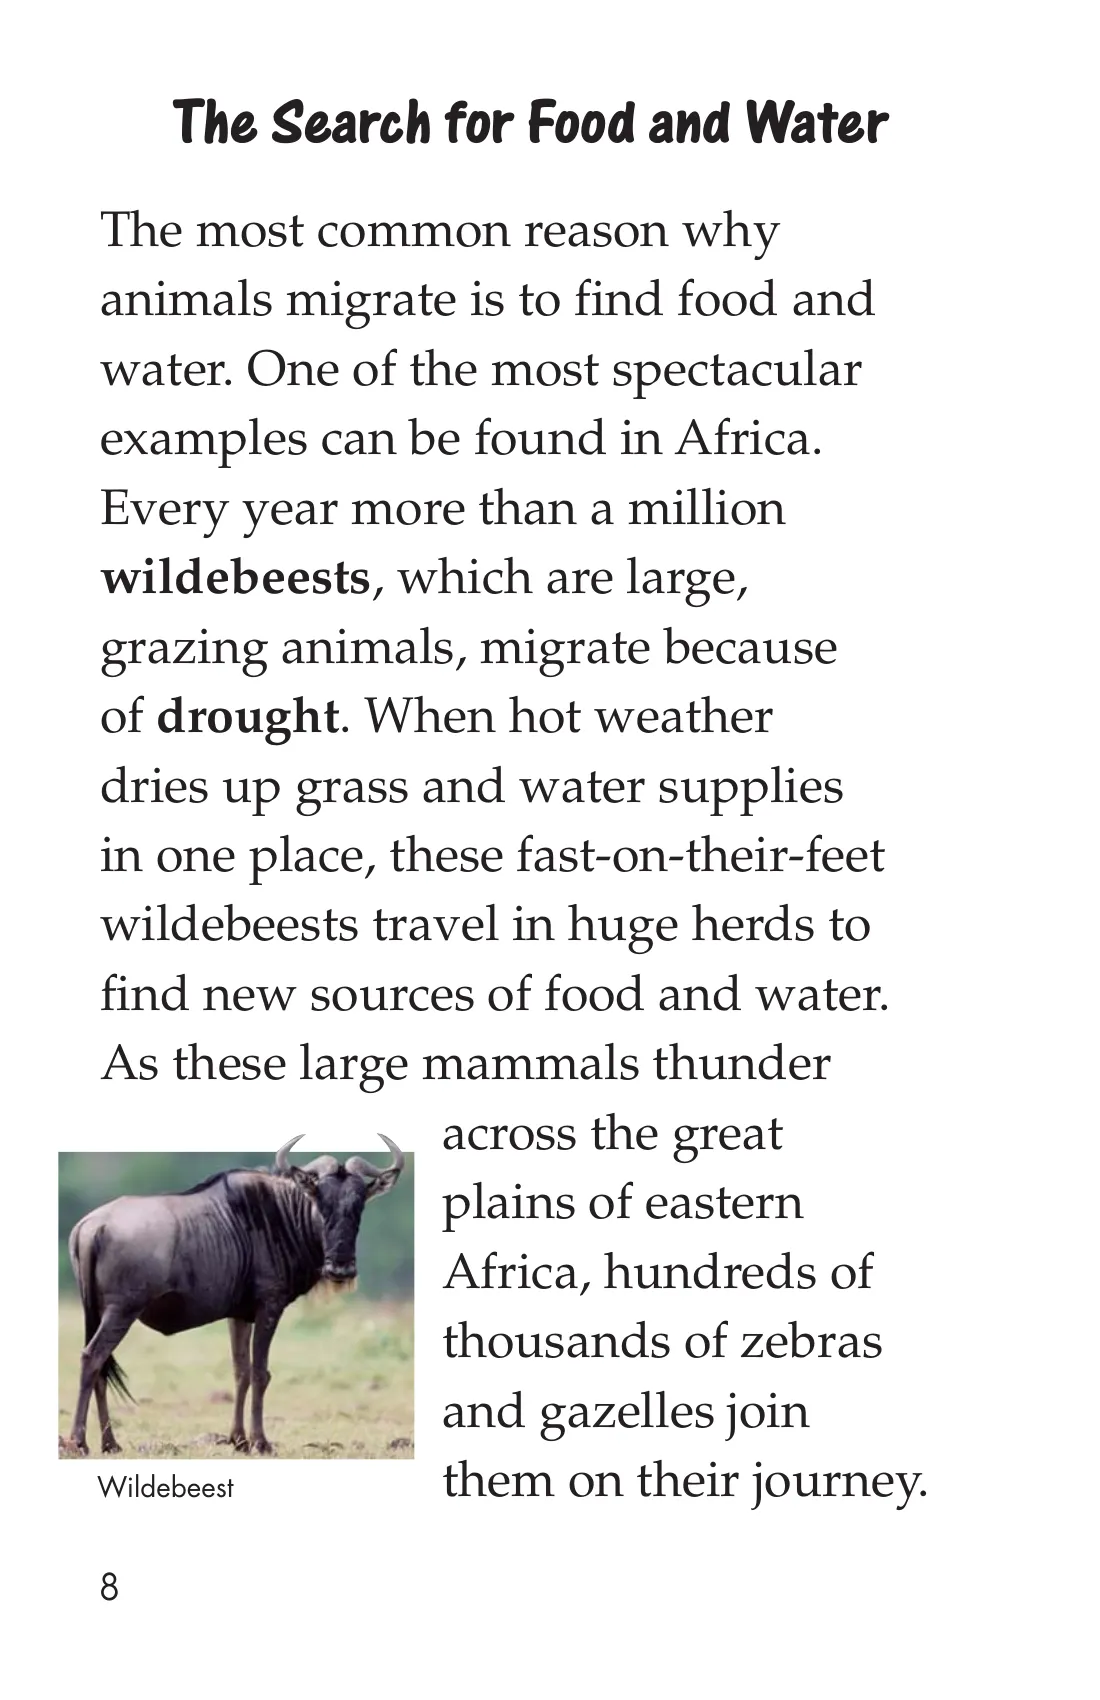 The Search for Food and Water
The most common reason why
animals migrate is to find food and
water. One of the most spectacular
examples can be found in Africa.
Every year more than a million
wildebeests, which are large,
grazing animals, migrate because
of drought. When hot weather
dries up grass and water supplies
in one place, these fast-on-their-feet
wildebeests travel in huge herds to
find new sources of food and water.
As these large mammals thunder
across the great
plains of eastern
Africa, hundreds of
thousands of zebras
and gazelles join
them on their journey.
Wildebeest
8